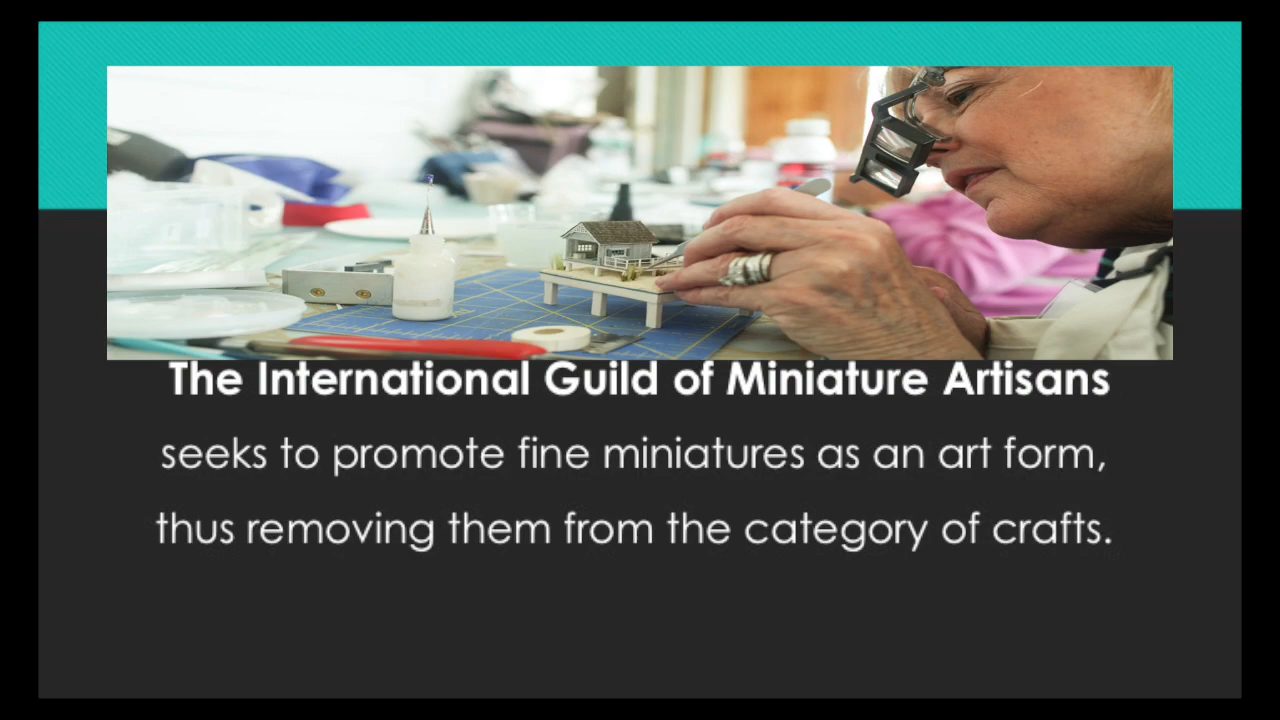 The International Guild of Miniature Artisans
seeks to promote fine miniatures as an art form,
thus removing them from the category of crafts.